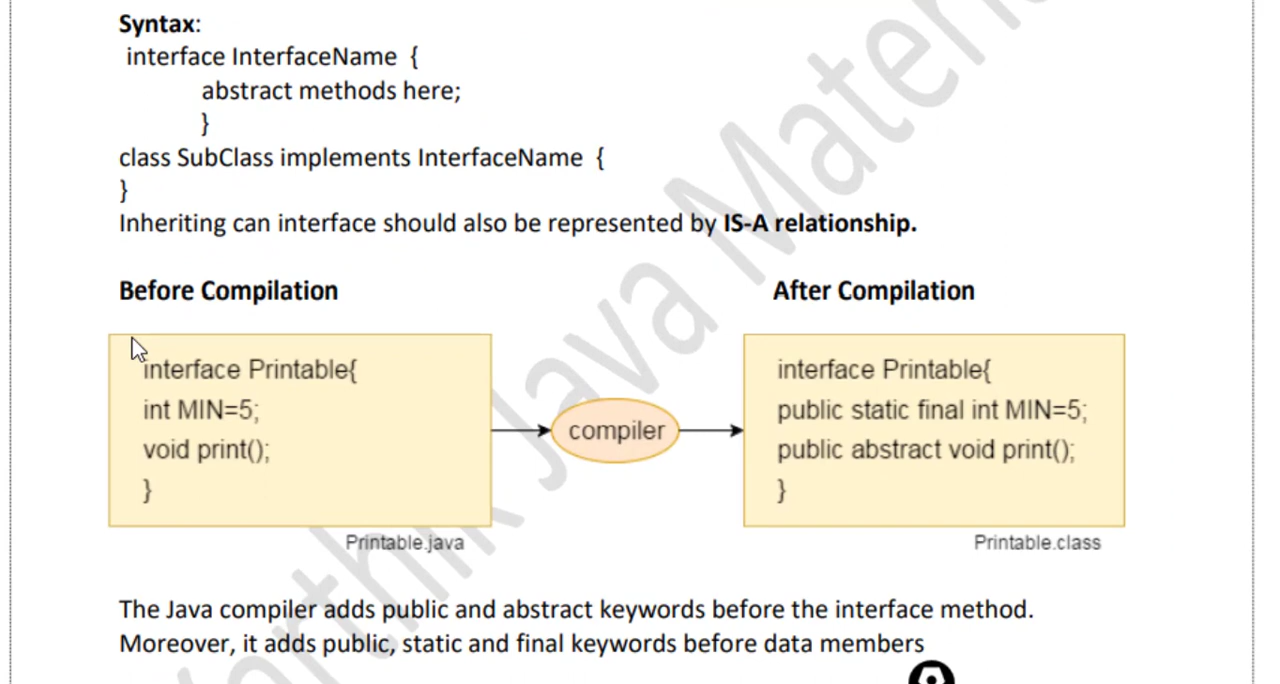 Syntax:
interface InterfaceName {
abstract methods here;
}
class SubClass implements InterfaceName {
}
Inheriting can interface should also be represented by IS-A relationship.
Before Compilation
After Compilation
interface Printable{
int MIN=5;
void print();
}
Printable.java
compiler
interface Printable{
public static final int MIN=5;
public abstract void print();
}
Printable.class
The Java compiler adds public and abstract keywords before the interface method.
Moreover, it adds public, static and final keywords before data members
Java